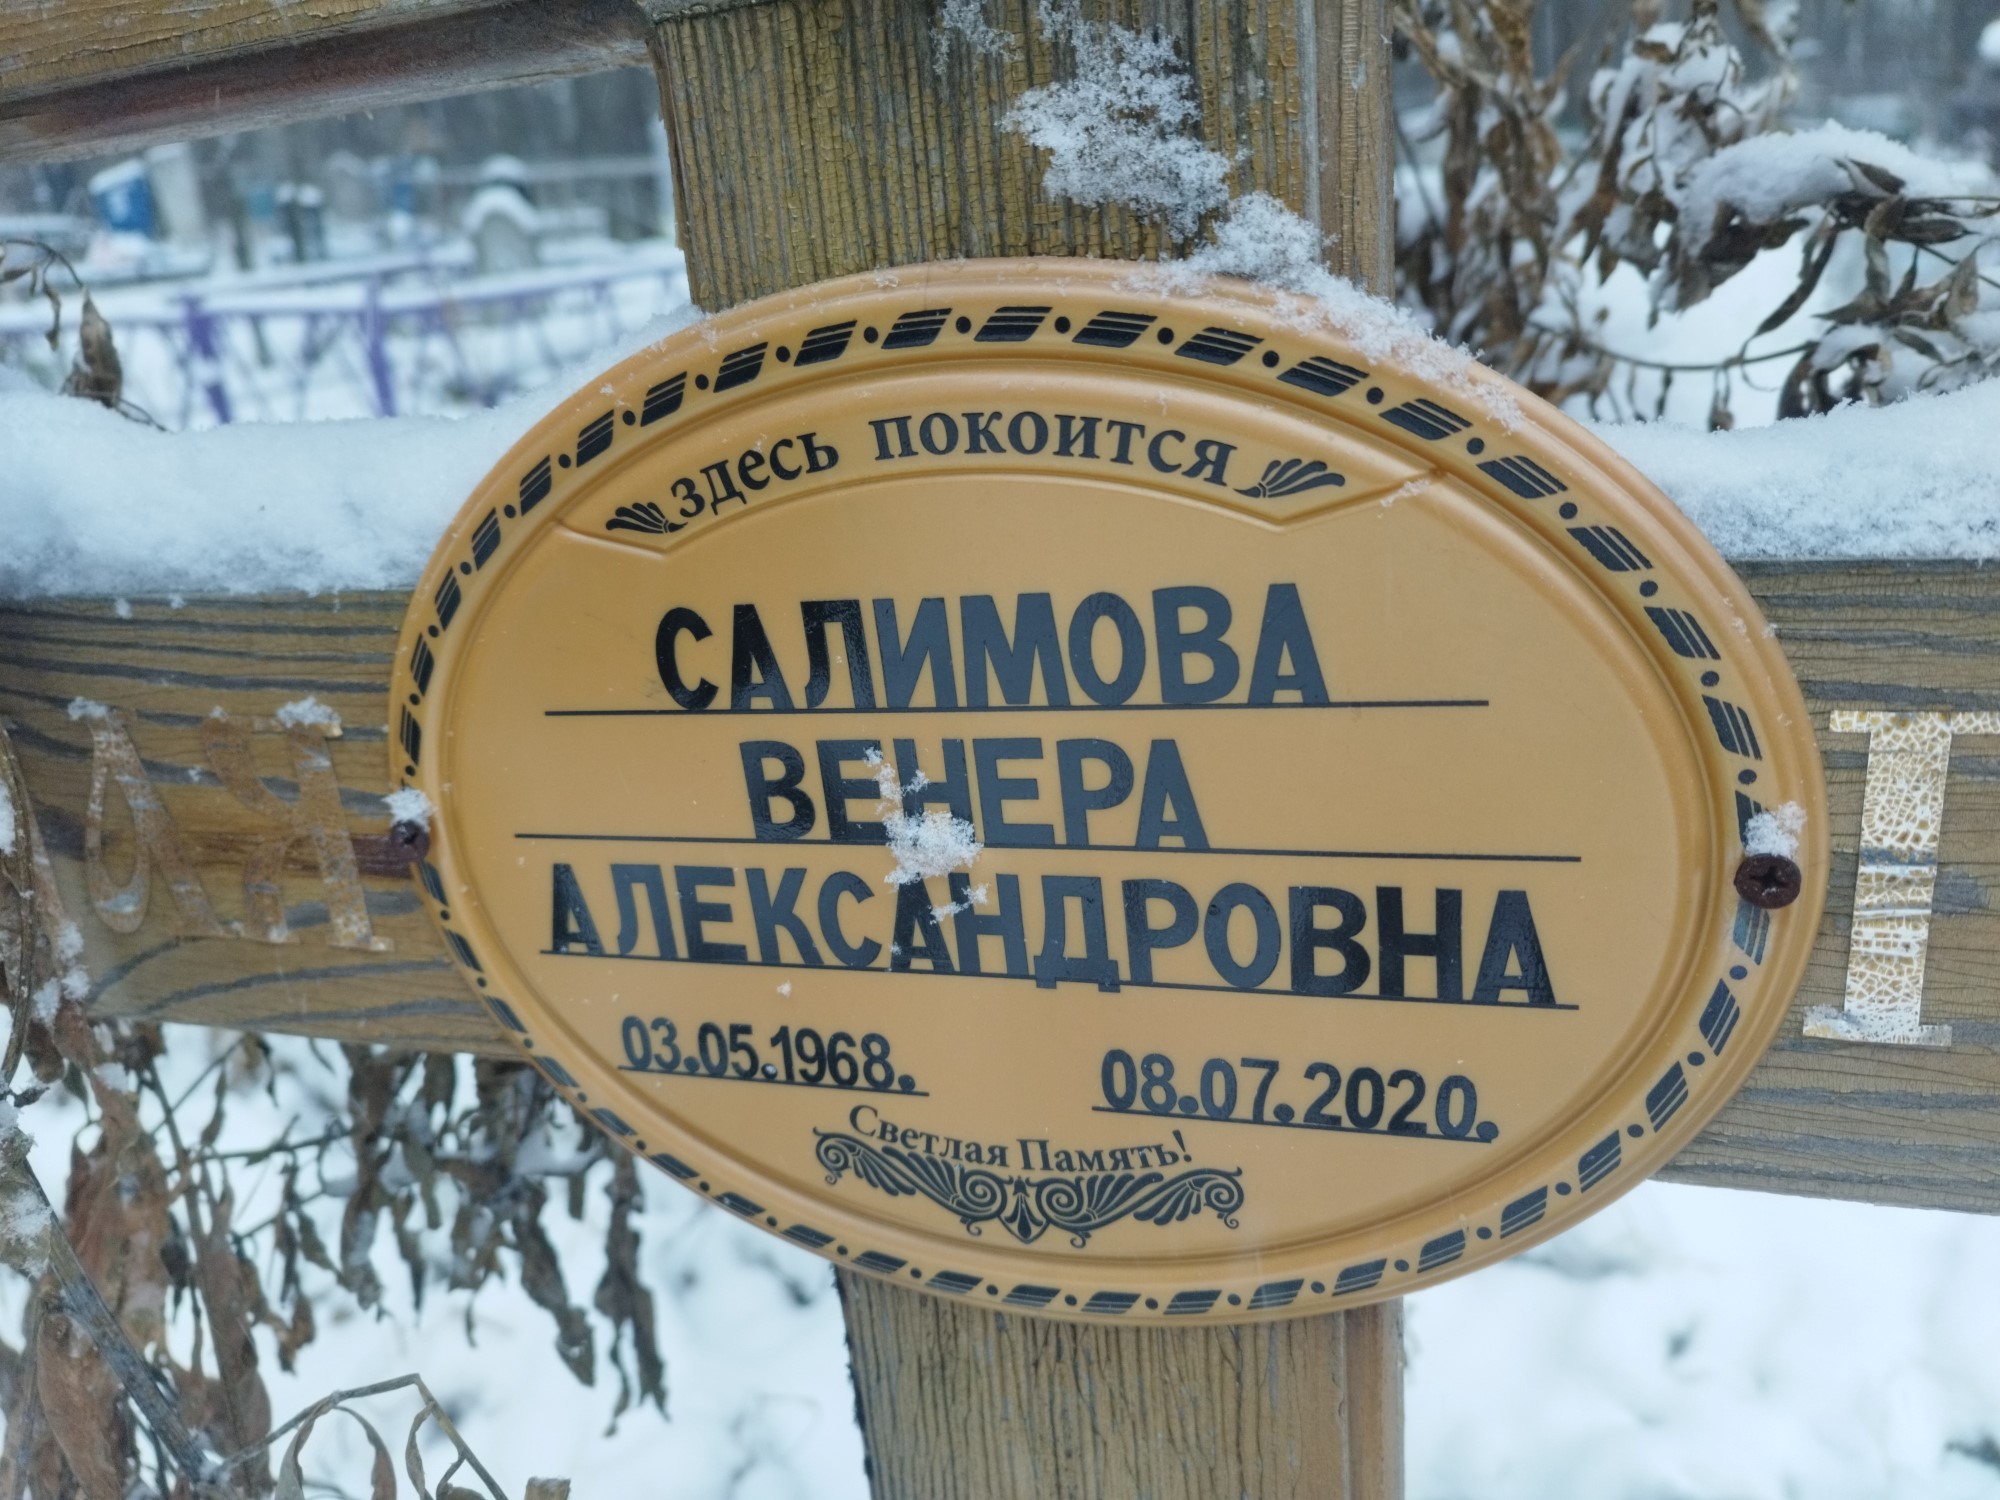 здесь покоится
САЛИМОВА
ВЕНЕРА
АЛЕКСАНДРОВНА
03.05.1968. 08.07.2020.
Светлая Память!